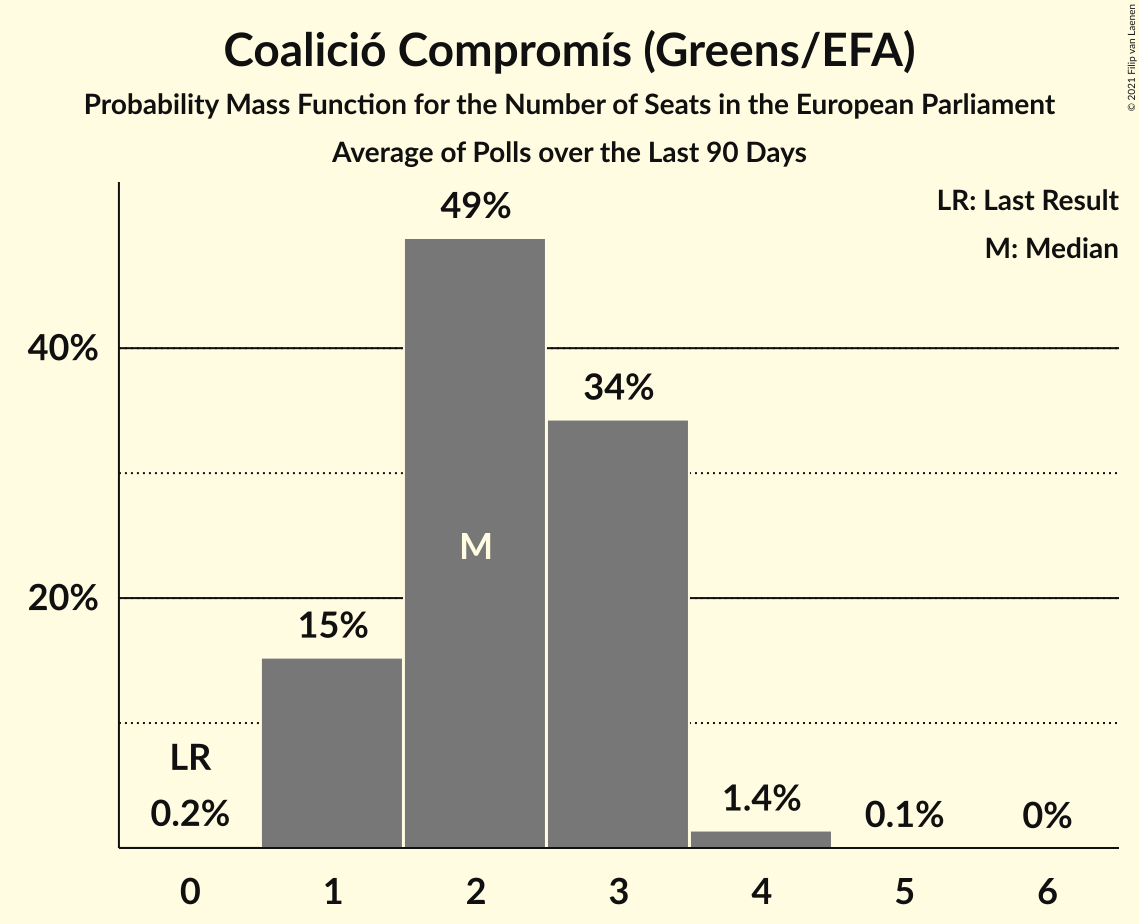 Coalició Compromís (Greens/EFA)
Probability Mass Function for the Number of Seats in the European Parliament
Average of Polls over the Last 90 Days
© 2021 Filip van Laenen
LR: Last Result
M: Median
49%
40%
34%
M
20%
15%
LR
0.2%
1.4%
0.1%
0%
0 1 2 3 4 5 6